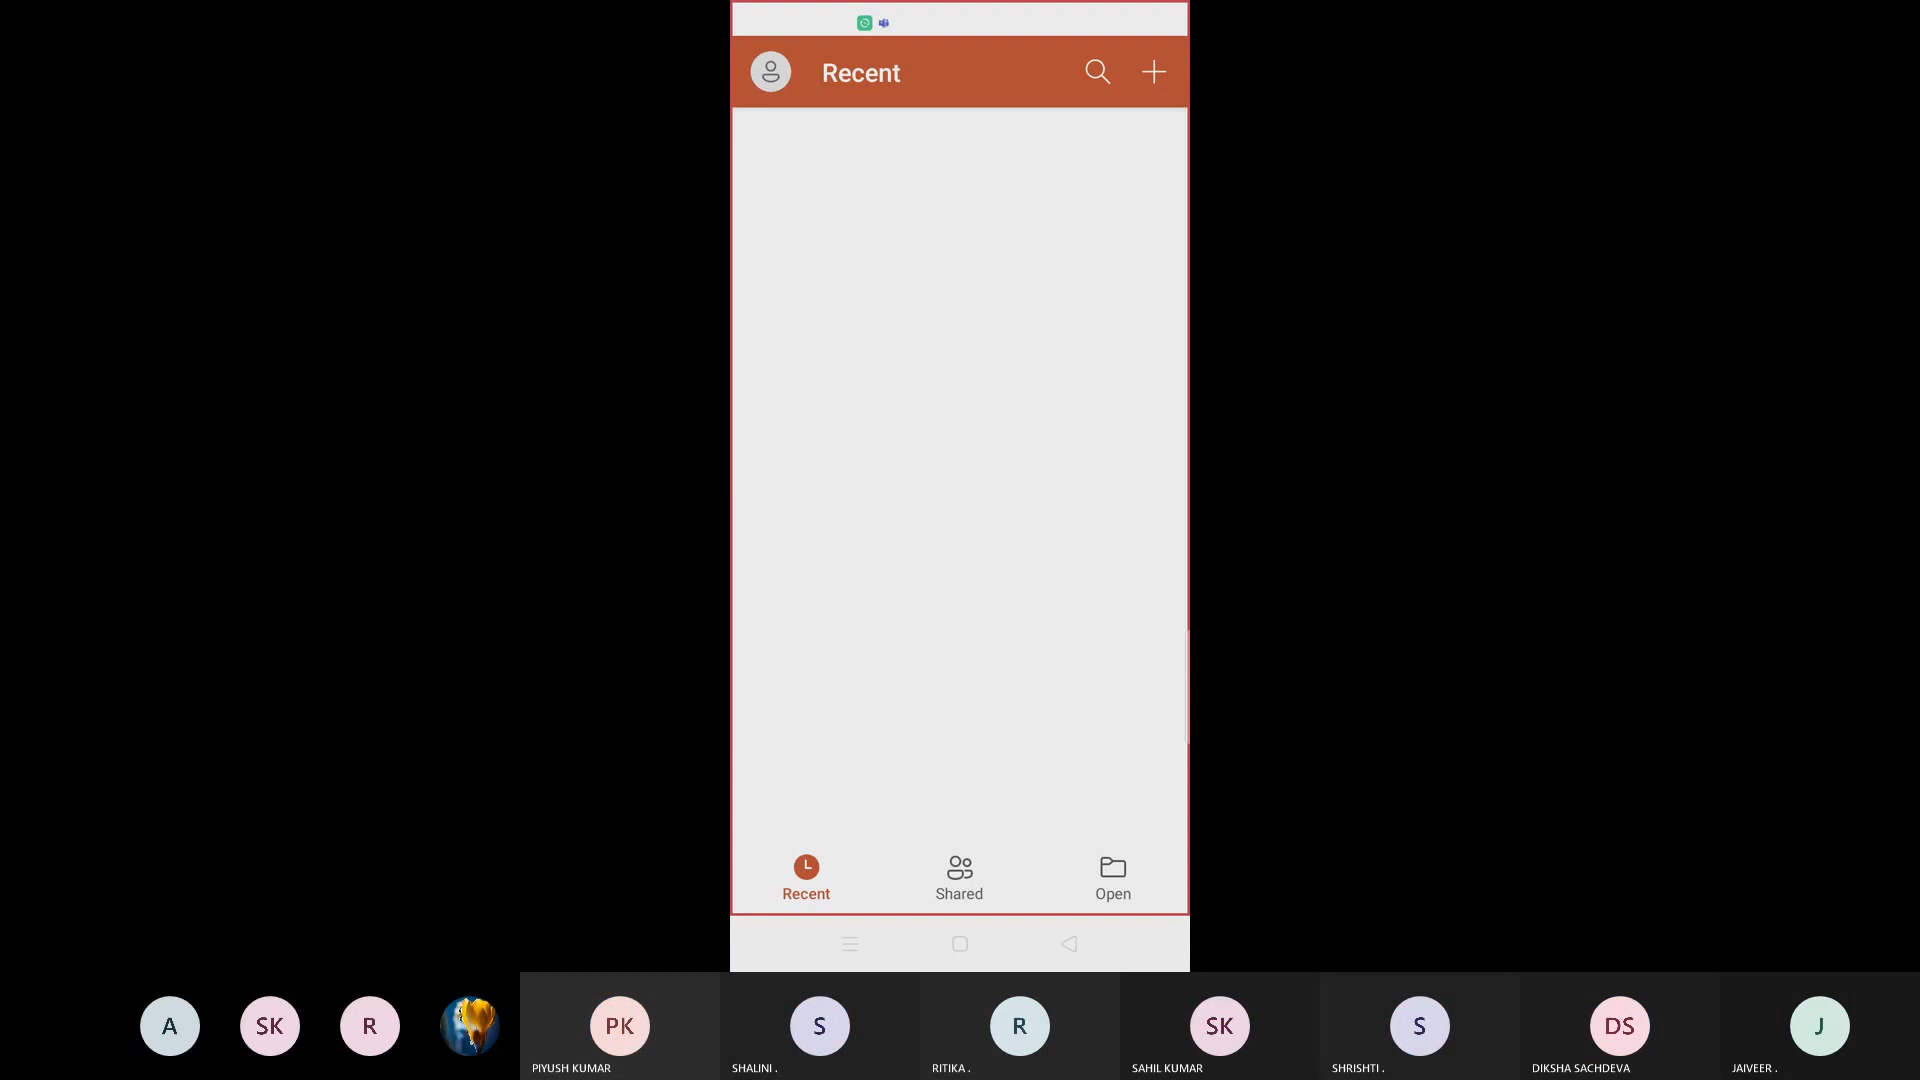 Recent
Recent
Shared
Open
A
SK
R
PK
S
R
SK
S
DS
J
PIYUSH KUMAR
SHALINI .
RITIKA .
SAHIL KUMAR
SHRISHTI .
DIKSHA SACHDEVA
JAIVEER .